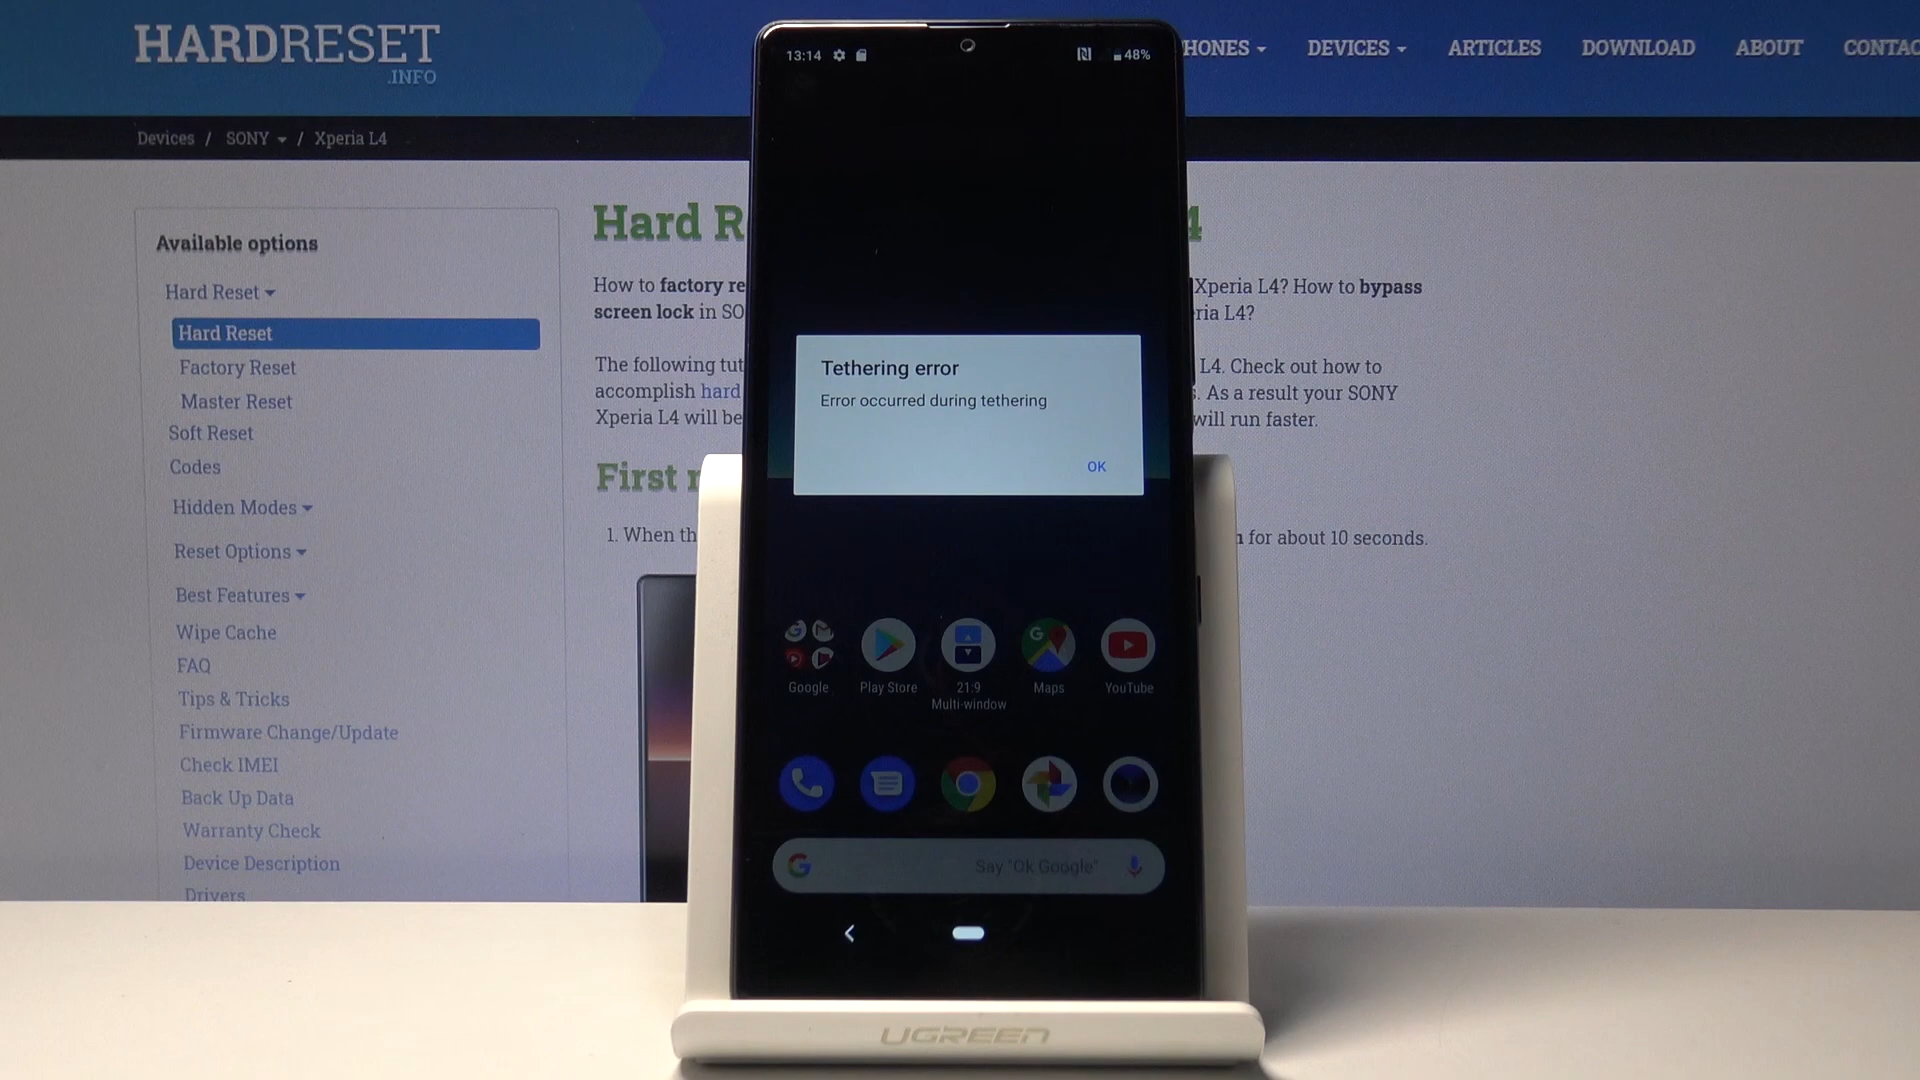 HARDRESET
.INFO
HONES
DEVICES
ARTICLES
DOWNLOAD
ABOUT
CONTAC
Devices / SONY / Xperia L4
Available options
Hard Reset
Hard Reset
Factory Reset
Master Reset
Soft Reset
Codes
Hidden Modes
Reset Options
Best Features
Wipe Cache
FAQ
Tips & Tricks
Firmware Change/Update
Check IMEI
Back Up Data
Warranty Check
Device Description
Drivers
Hard R
4
How to factory re
Xperia L4? How to bypass
screen lock in SO
ria L4?
The following tut
L4. Check out how to
accomplish hard
. As a result your SONY
Xperia L4 will be
will run faster.
First
1. When th
for about 10 seconds.
13:14
48%
Tethering error
Error occurred during tethering
OK
Google
Play Store
21:9
Multi-window
Maps
YouTube
Say "Ok Google"
UGREEN